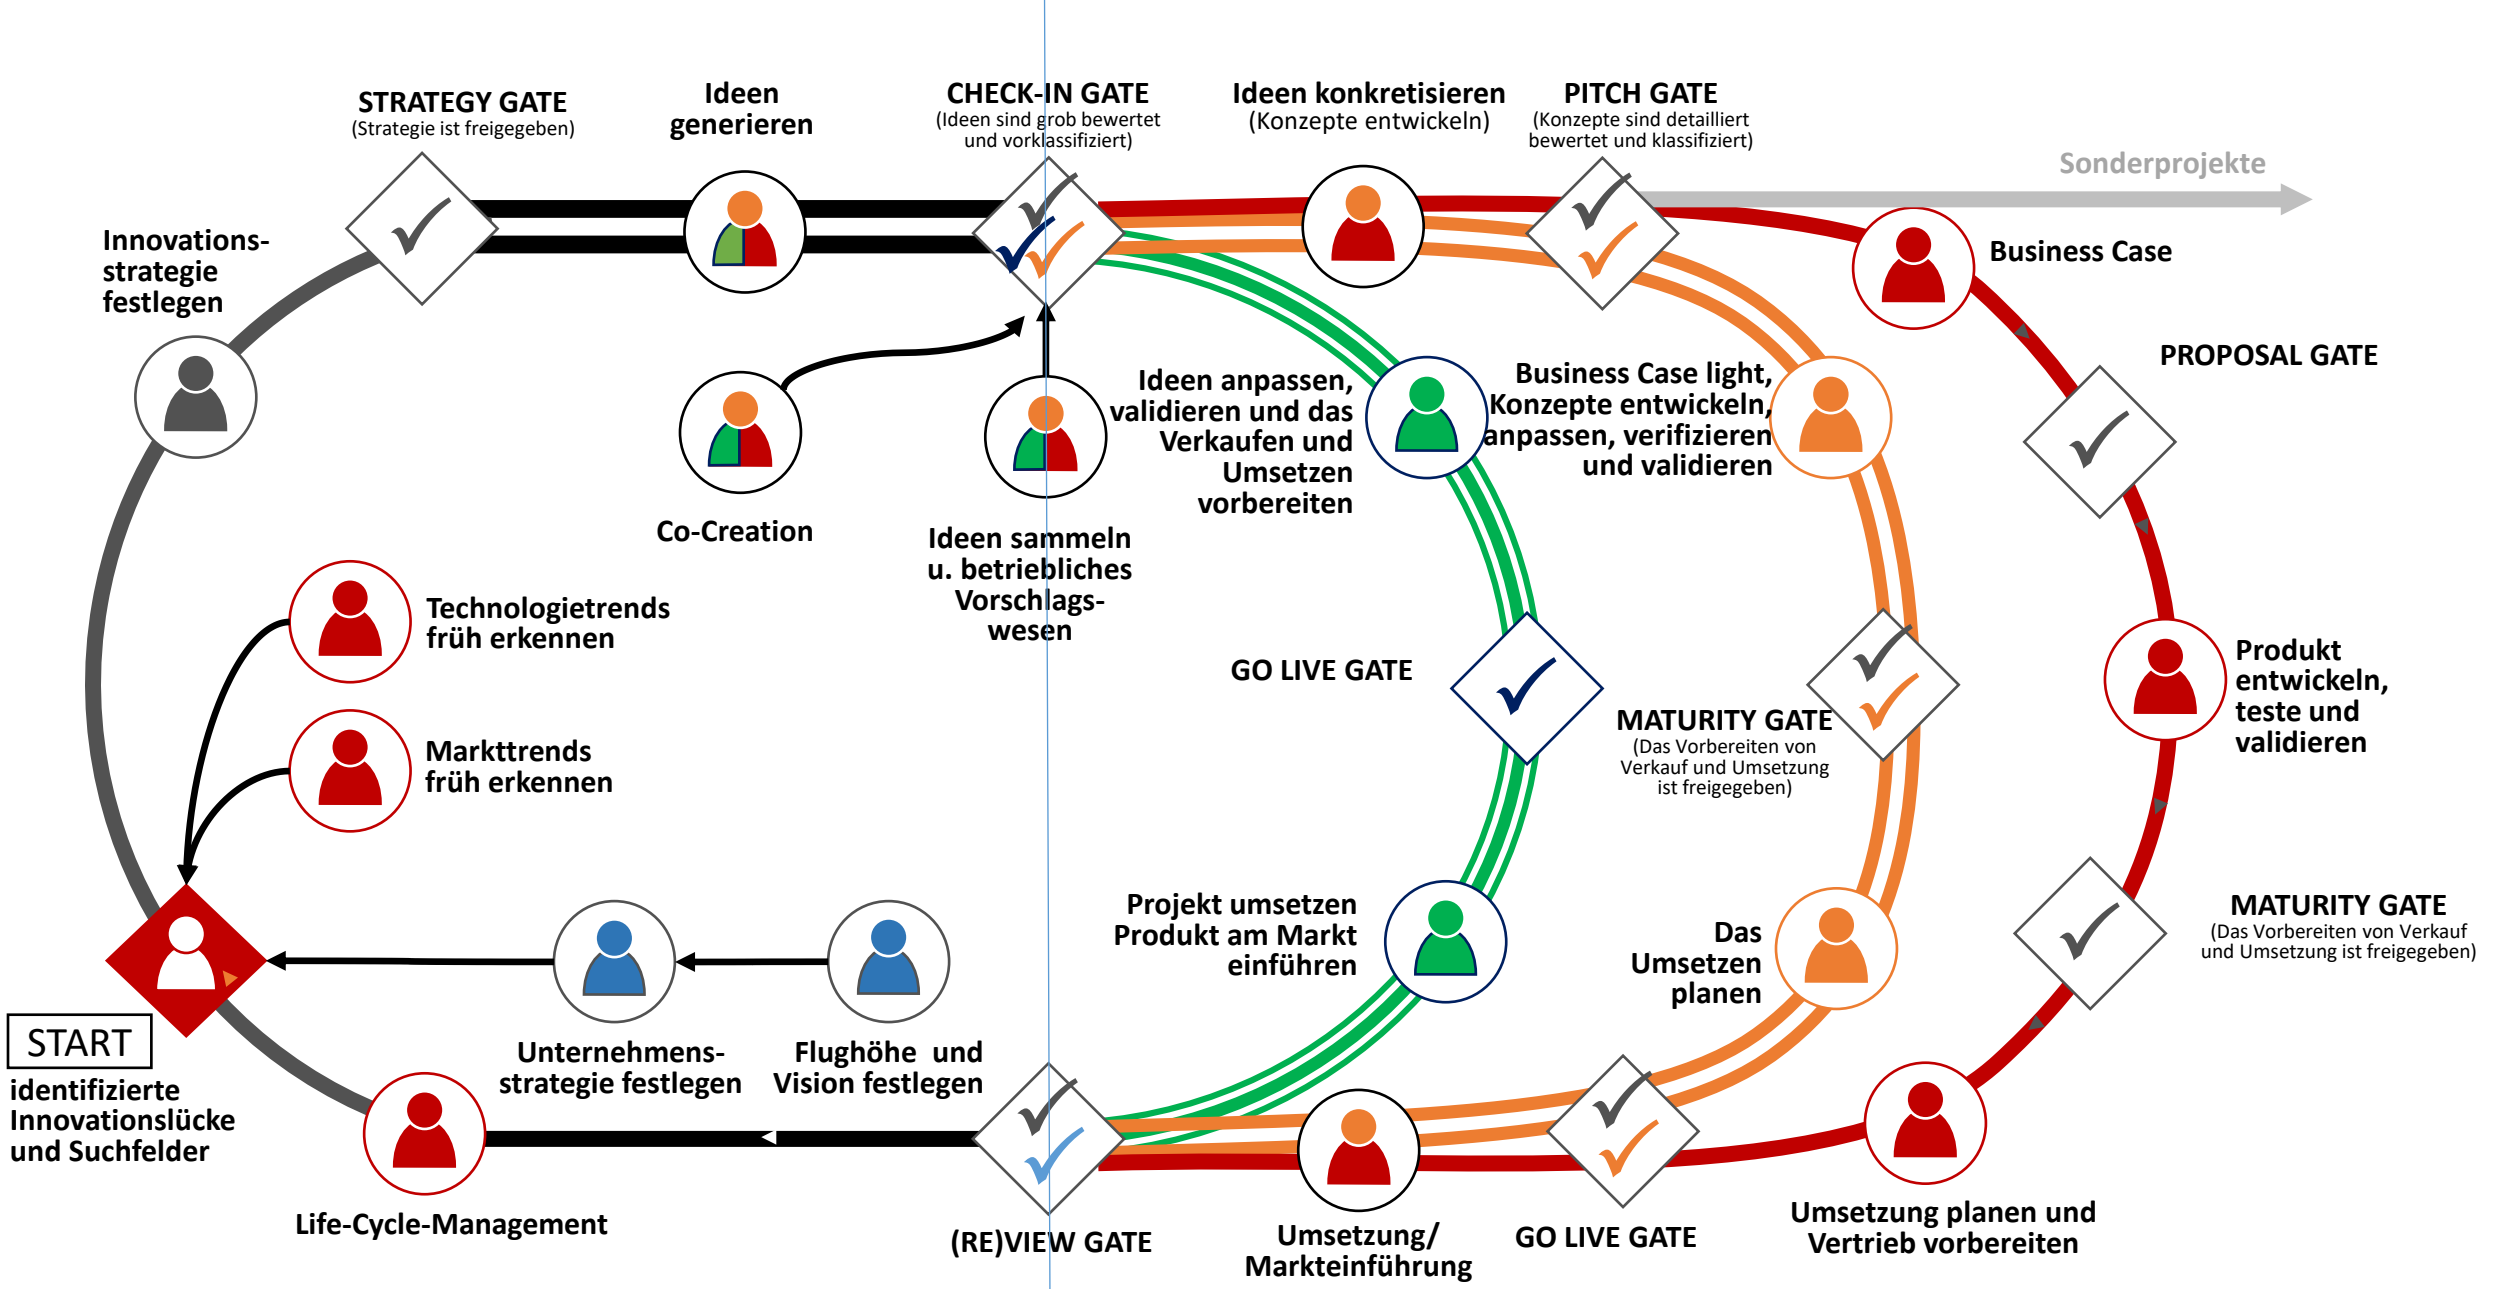 STRATEGY GATE
(Strategie ist freigegeben)
Ideen
generieren
CHECK-IN GATE
(Ideen sind grob bewertet
und vorklassifiziert)
Ideen konkretisieren
(Konzepte entwickeln)
PITCH GATE
(Konzepte sind detailliert
bewertet und klassifiziert)
Sonderprojekte
Innovations-
strategie
festlegen
Business Case
PROPOSAL GATE
Ideen anpassen,
validieren und das
Verkaufen und
Umsetzen
vorbereiten
Business Case light,
Konzepte entwickeln,
anpassen, verifizieren
und validieren
Co-Creation
Ideen sammeln
u. betriebliches
Vorschlags-
wesen
Technologietrends
früh erkennen
Markttrends
früh erkennen
GO LIVE GATE
MATURITY GATE
(Das Vorbereiten von
Verkauf und Umsetzung
ist freigegeben)
Produkt
entwickeln,
teste und
validieren
Projekt umsetzen
Produkt am Markt
einführen
Das
Umsetzen
planen
MATURITY GATE
(Das Vorbereiten von Verkauf
und Umsetzung ist freigegeben)
START
identifizierte
Innovationslücke
und Suchfelder
Unternehmens-
strategie festlegen
Flughöhe und
Vision festlegen
Life-Cycle-Management
(RE)VIEW GATE
Umsetzung/
Markteinführung
GO LIVE GATE
Umsetzung planen und
Vertrieb vorbereiten